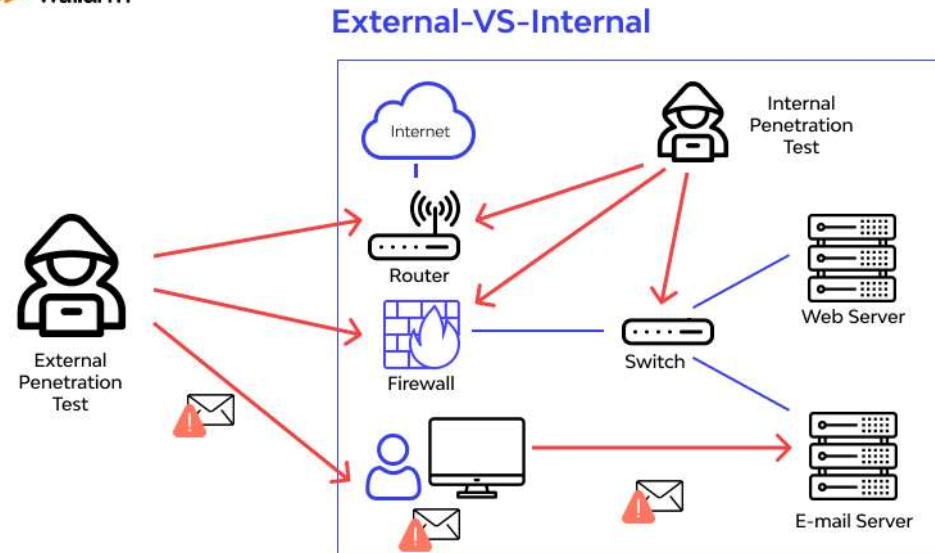 External-VS-Internal
Internet
Internal
Penetration
Test
Router
External
Penetration
Test
Firewall
Switch
Web Server
E-mail Server